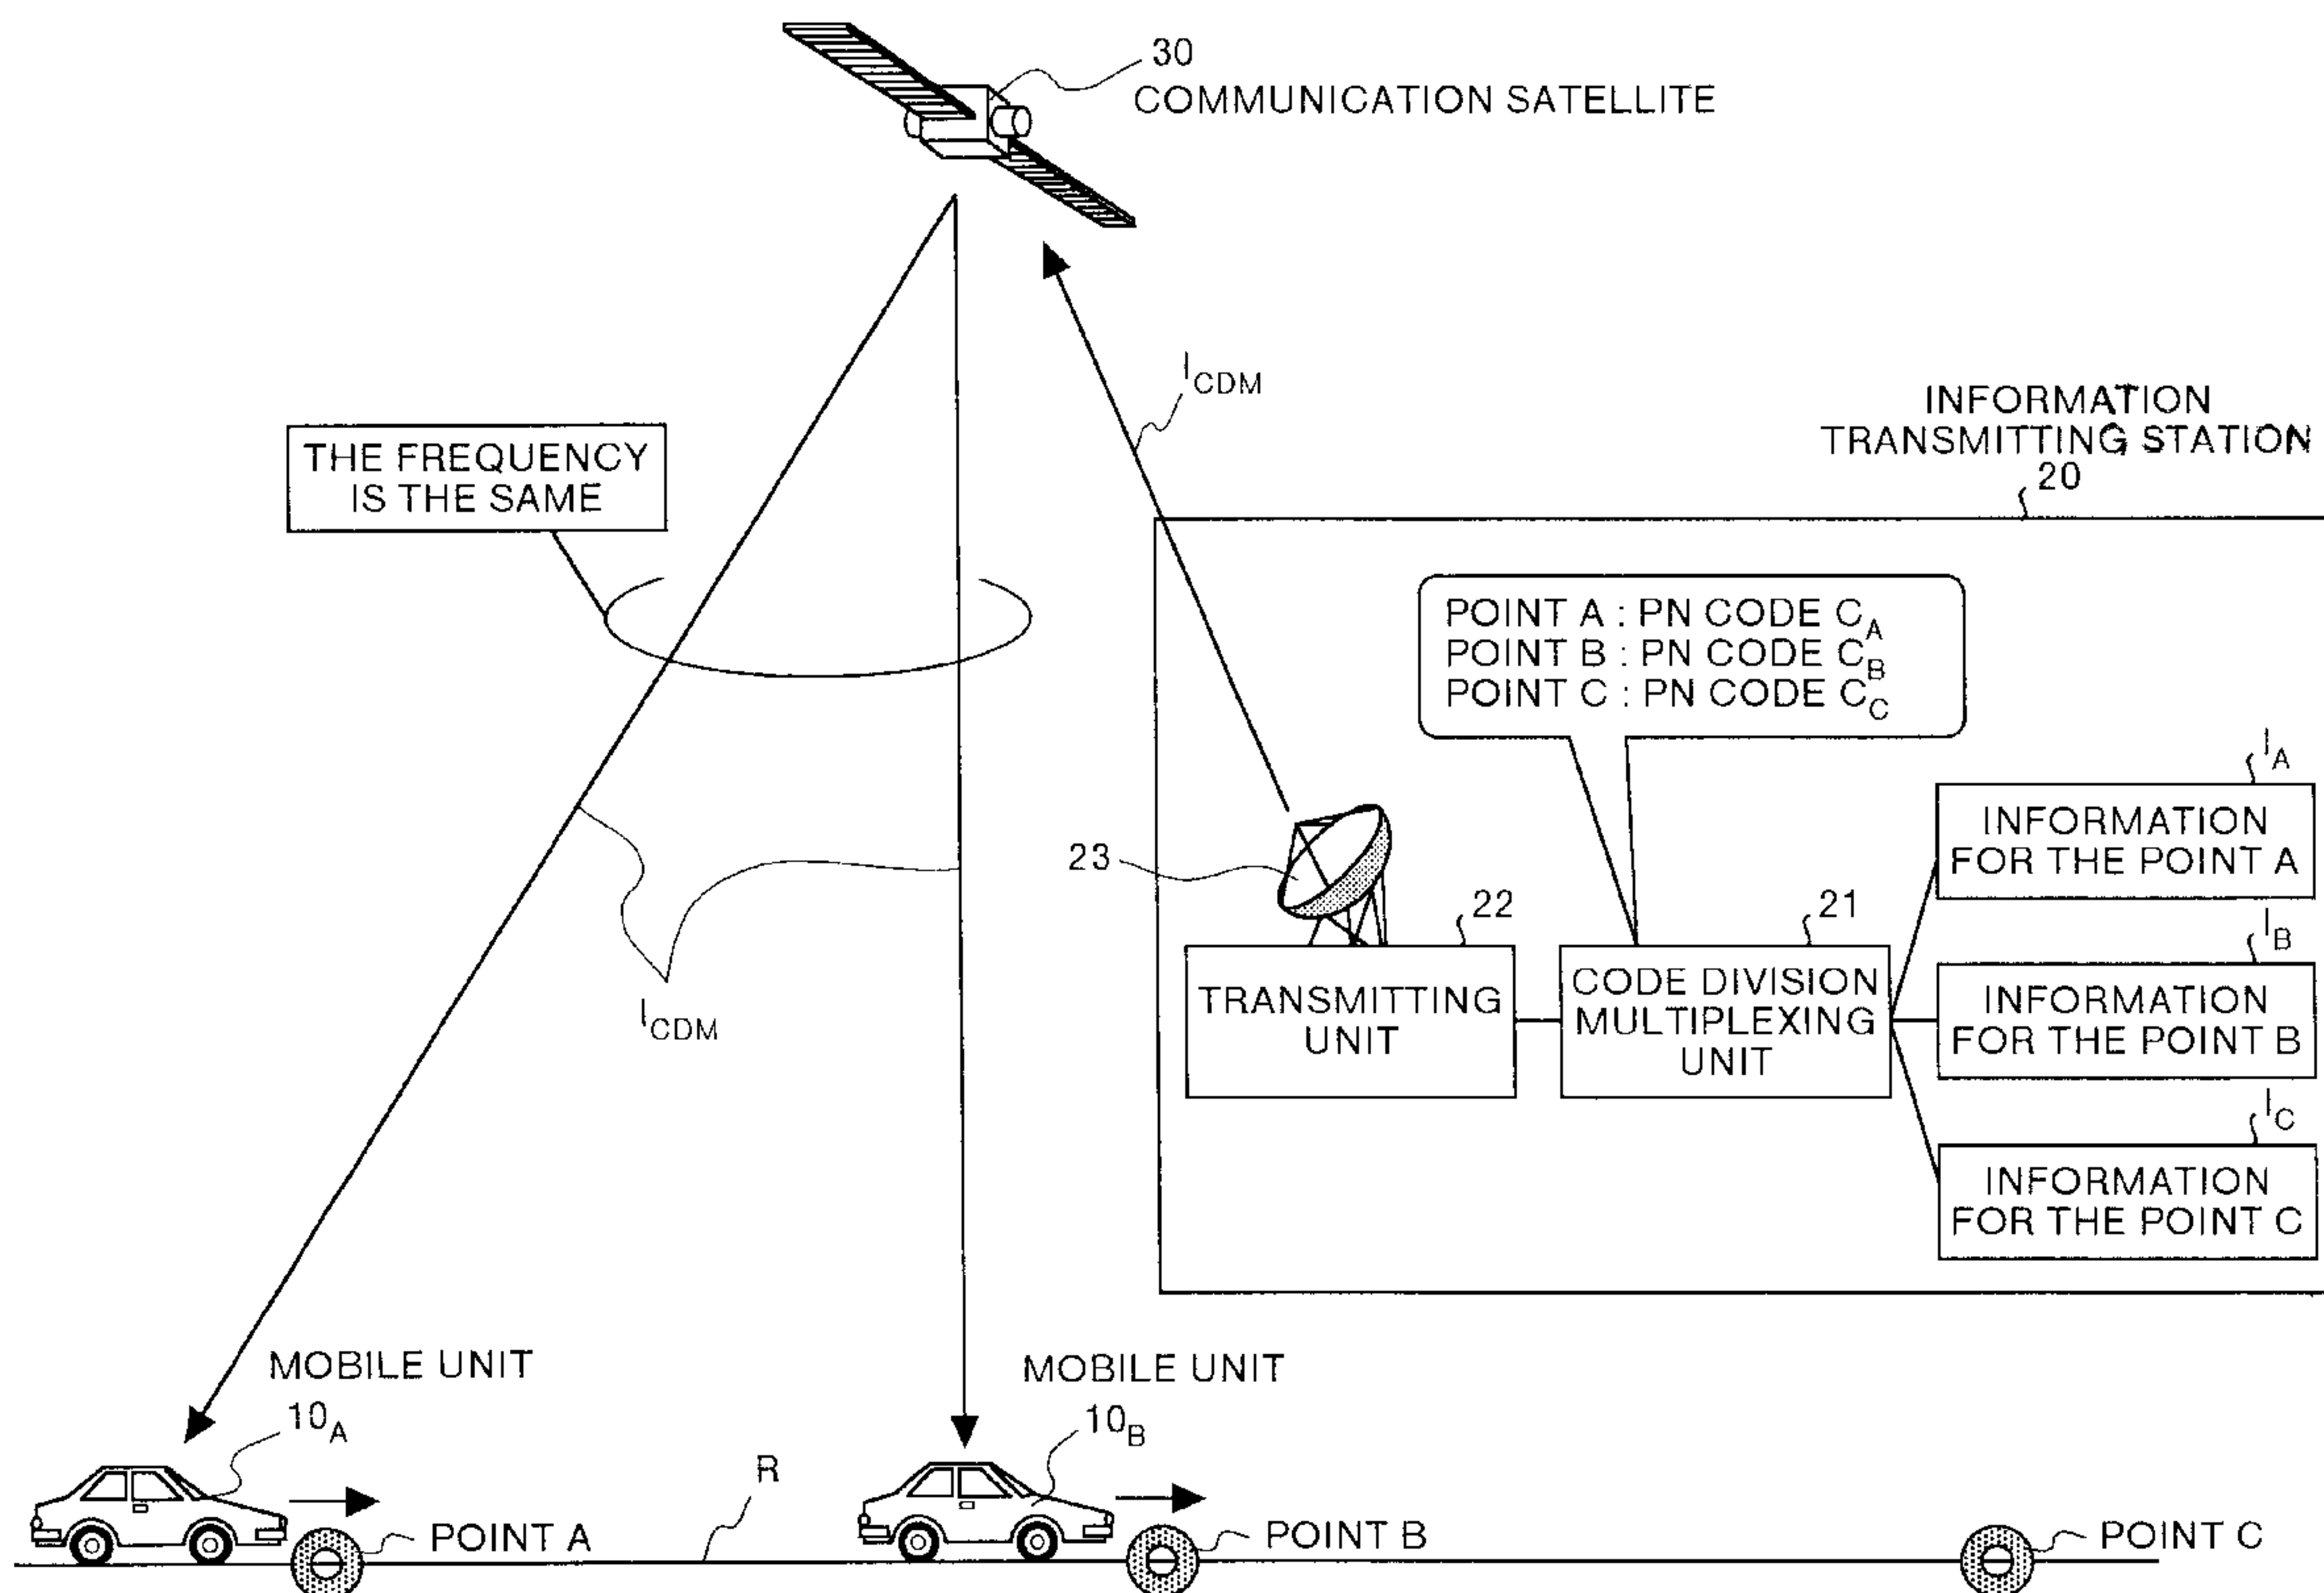 30
COMMUNICATION SATELLITE
I_CDM
INFORMATION
TRANSMITTING STATION
20
THE FREQUENCY
IS THE SAME
POINT A : PN CODE C_A
POINT B : PN CODE C_B
POINT C : PN CODE C_C
I_A
INFORMATION
FOR THE POINT A
23
22
21
I_B
TRANSMITTING
UNIT
CODE DIVISION
MULTIPLEXING
UNIT
INFORMATION
FOR THE POINT B
I_CDM
I_C
INFORMATION
FOR THE POINT C
MOBILE UNIT
10_A
MOBILE UNIT
10_B
R
POINT A
POINT B
POINT C